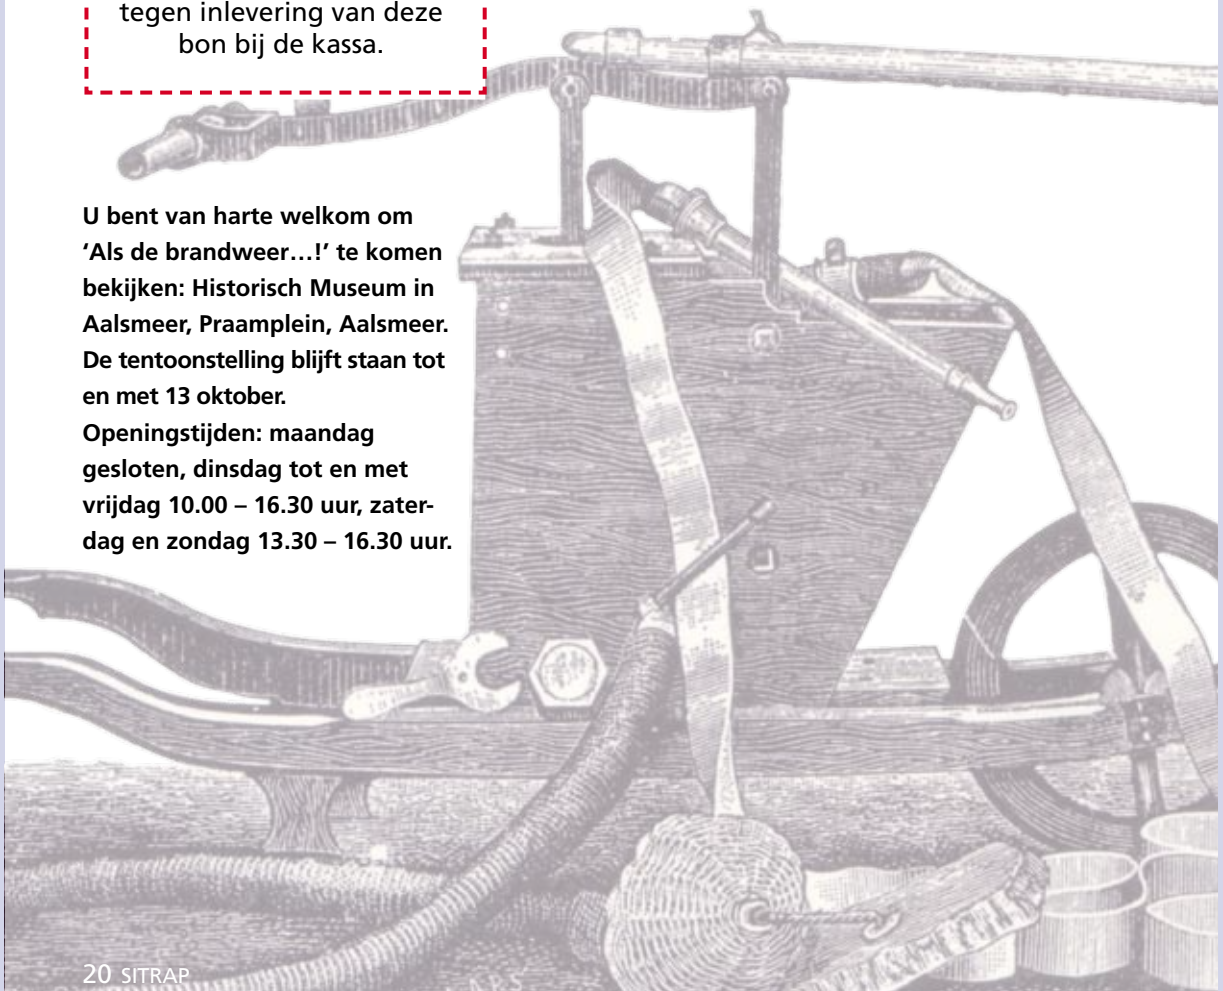 tegen inlevering van deze
bon bij de kassa.
U bent van harte welkom om
‘Als de brandweer…!’ te komen
bekijken: Historisch Museum in
Aalsmeer, Praamplein, Aalsmeer.
De tentoonstelling blijft staan tot
en met 13 oktober.
Openingstijden: maandag
gesloten, dinsdag tot en met
vrijdag 10.00 – 16.30 uur, zater-
dag en zondag 13.30 – 16.30 uur.
20 SITRAP